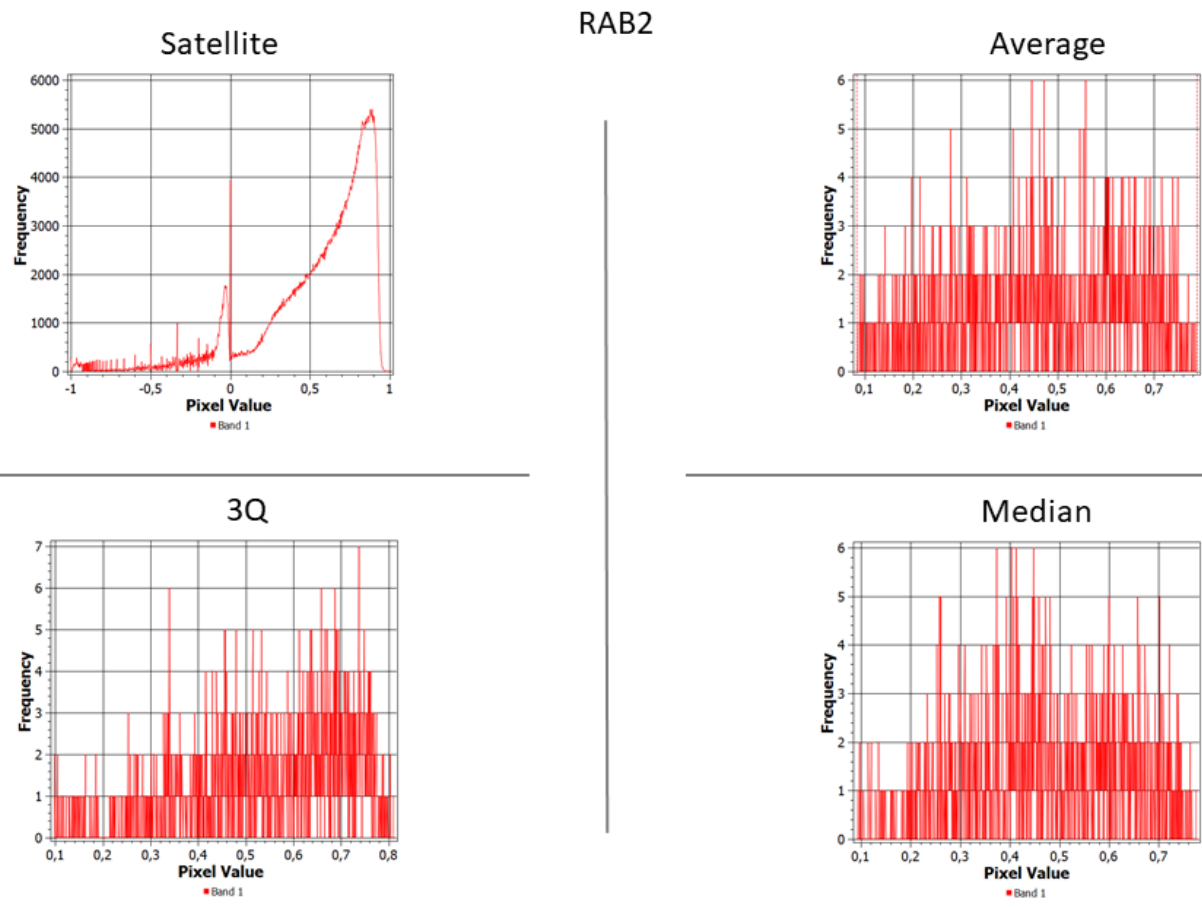 RAB2
Satellite
6000
5000
4000
3000
2000
1000
0
Frequency
-1 -0,5 0 0,5 1
Pixel Value
Band 1
Average
6
5
4
3
2
1
0
Frequency
0,1 0,2 0,3 0,4 0,5 0,6 0,7
Pixel Value
Band 1
3Q
7
6
5
4
3
2
1
0
Frequency
0,1 0,2 0,3 0,4 0,5 0,6 0,7 0,8
Pixel Value
Band 1
Median
6
5
4
3
2
1
0
Frequency
0,1 0,2 0,3 0,4 0,5 0,6 0,7
Pixel Value
Band 1